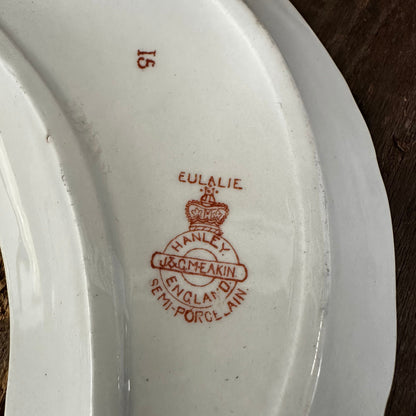 15
EULALIE
HANLEY.
J&G.MEAKIN.
ENGLAND
SEMI-PORCELAIN.